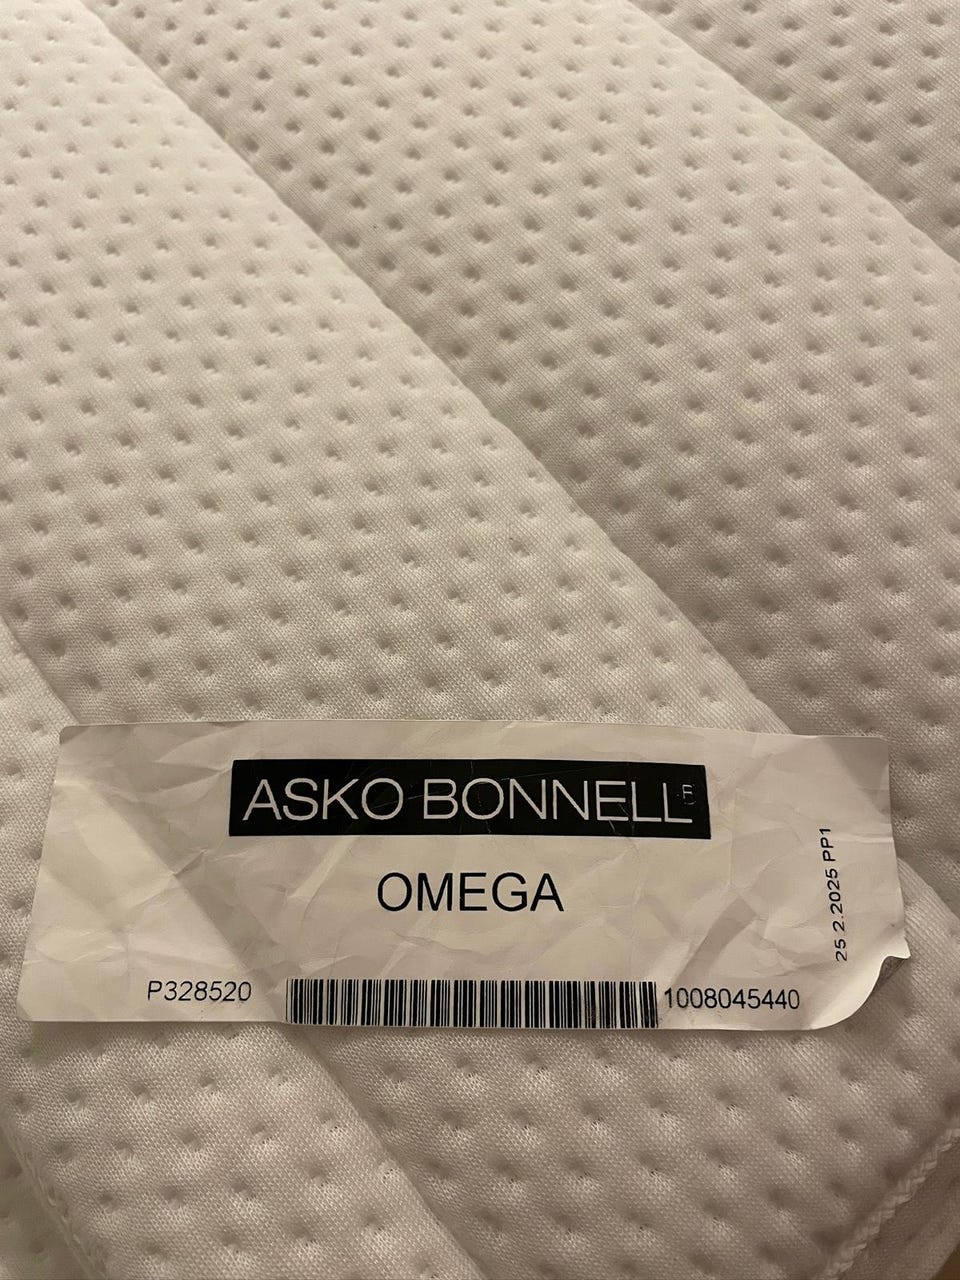 ASKO BONNELL E
OMEGA
P328520
1008045440
25 2.2025 PP1